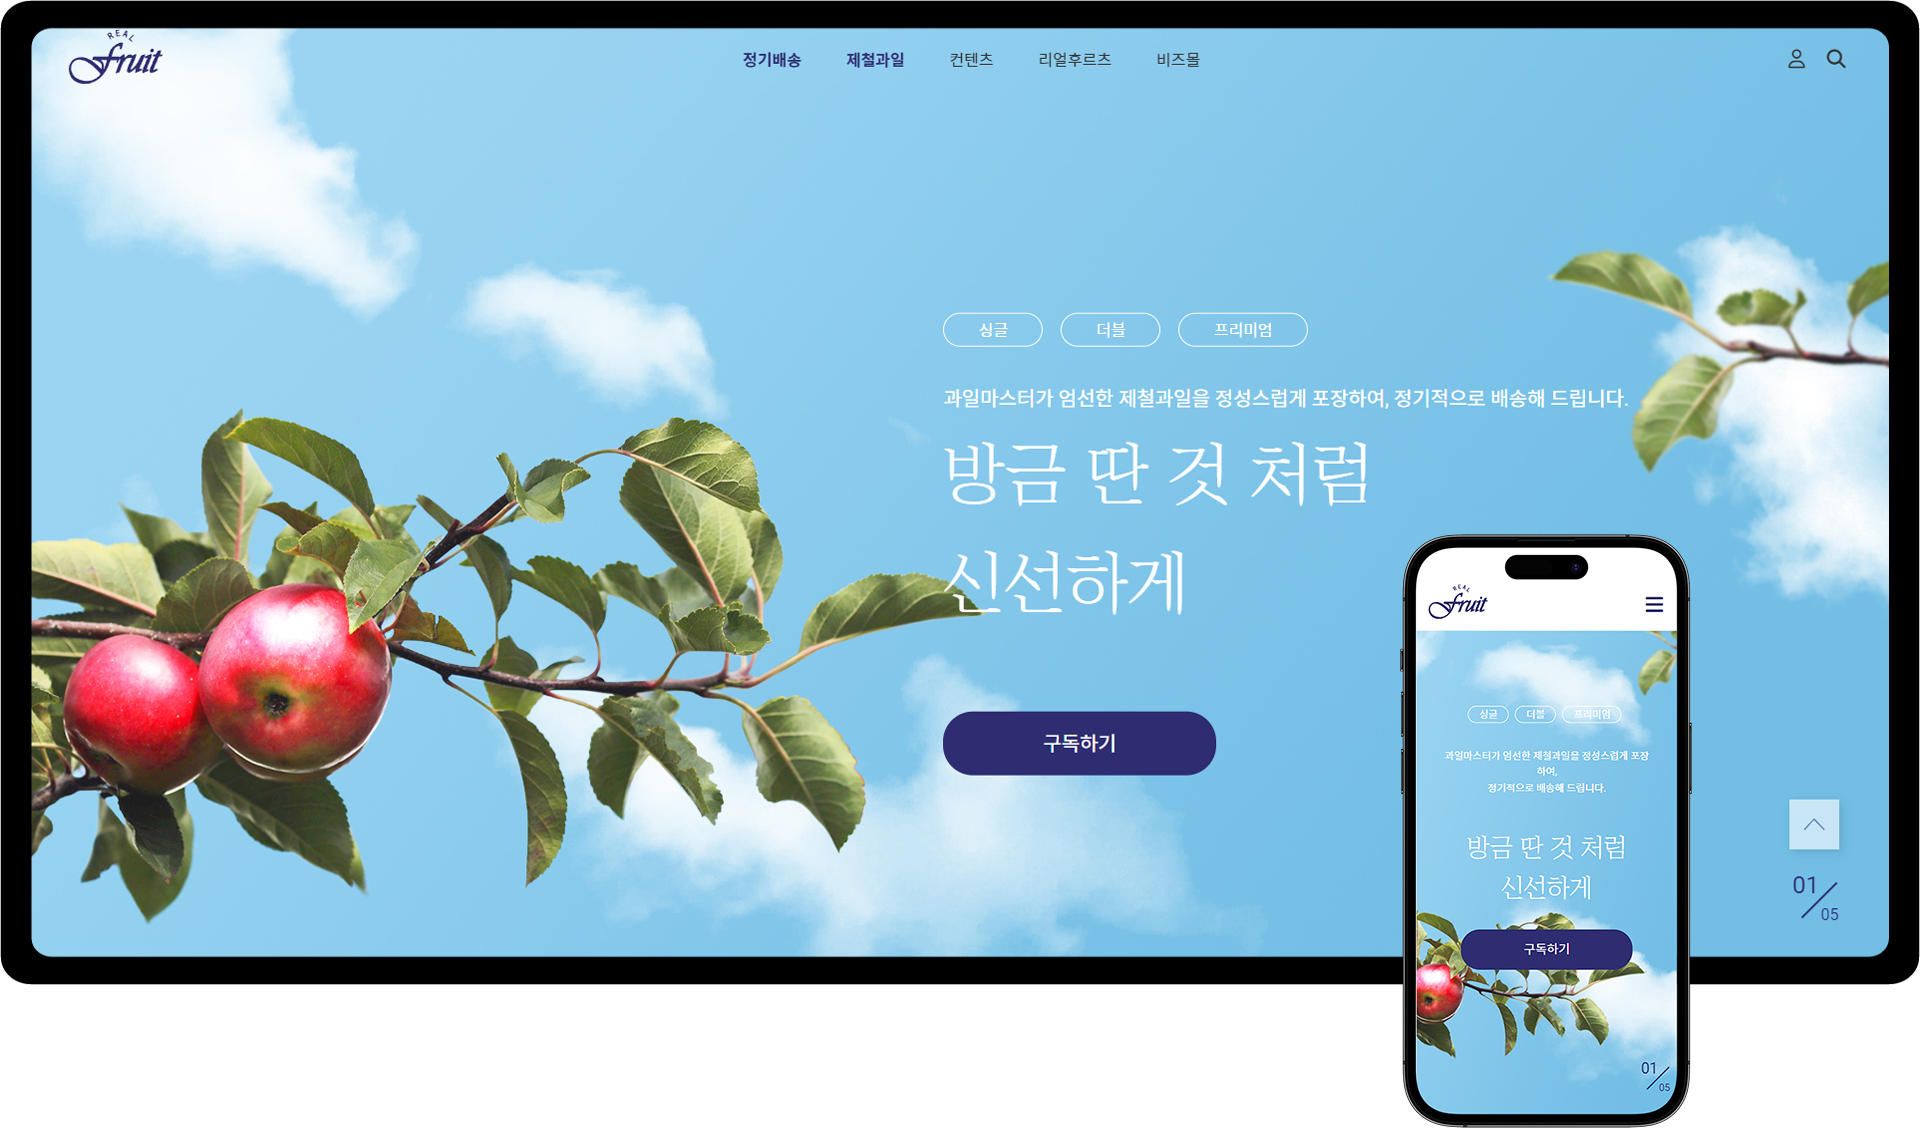 REAL
Fruit
정기배송 제철과일 컨텐츠 리얼후르츠 비즈몰
싱글 더블 프리미엄
과일마스터가 엄선한 제철과일을 정성스럽게 포장하여, 정기적으로 배송해 드립니다.
방금 딴 것 처럼
신선하게
구독하기
01
05
REAL
Fruit
싱글 더블 프리미엄
과일마스터가 엄선한 제철과일을 정성스럽게 포장
하여,
정기적으로 배송해 드립니다.
방금 딴 것 처럼
신선하게
구독하기
01
05